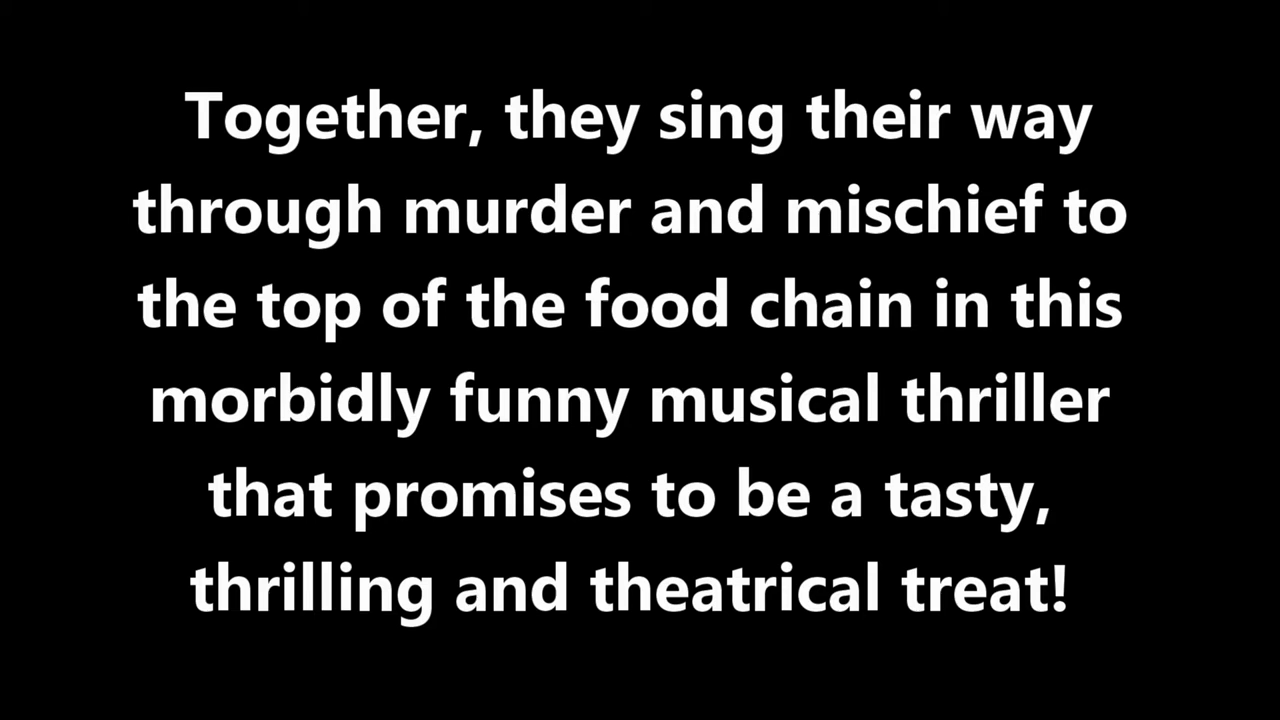 Together, they sing their way
through murder and mischief to
the top of the food chain in this
morbidly funny musical thriller
that promises to be a tasty,
thrilling and theatrical treat!